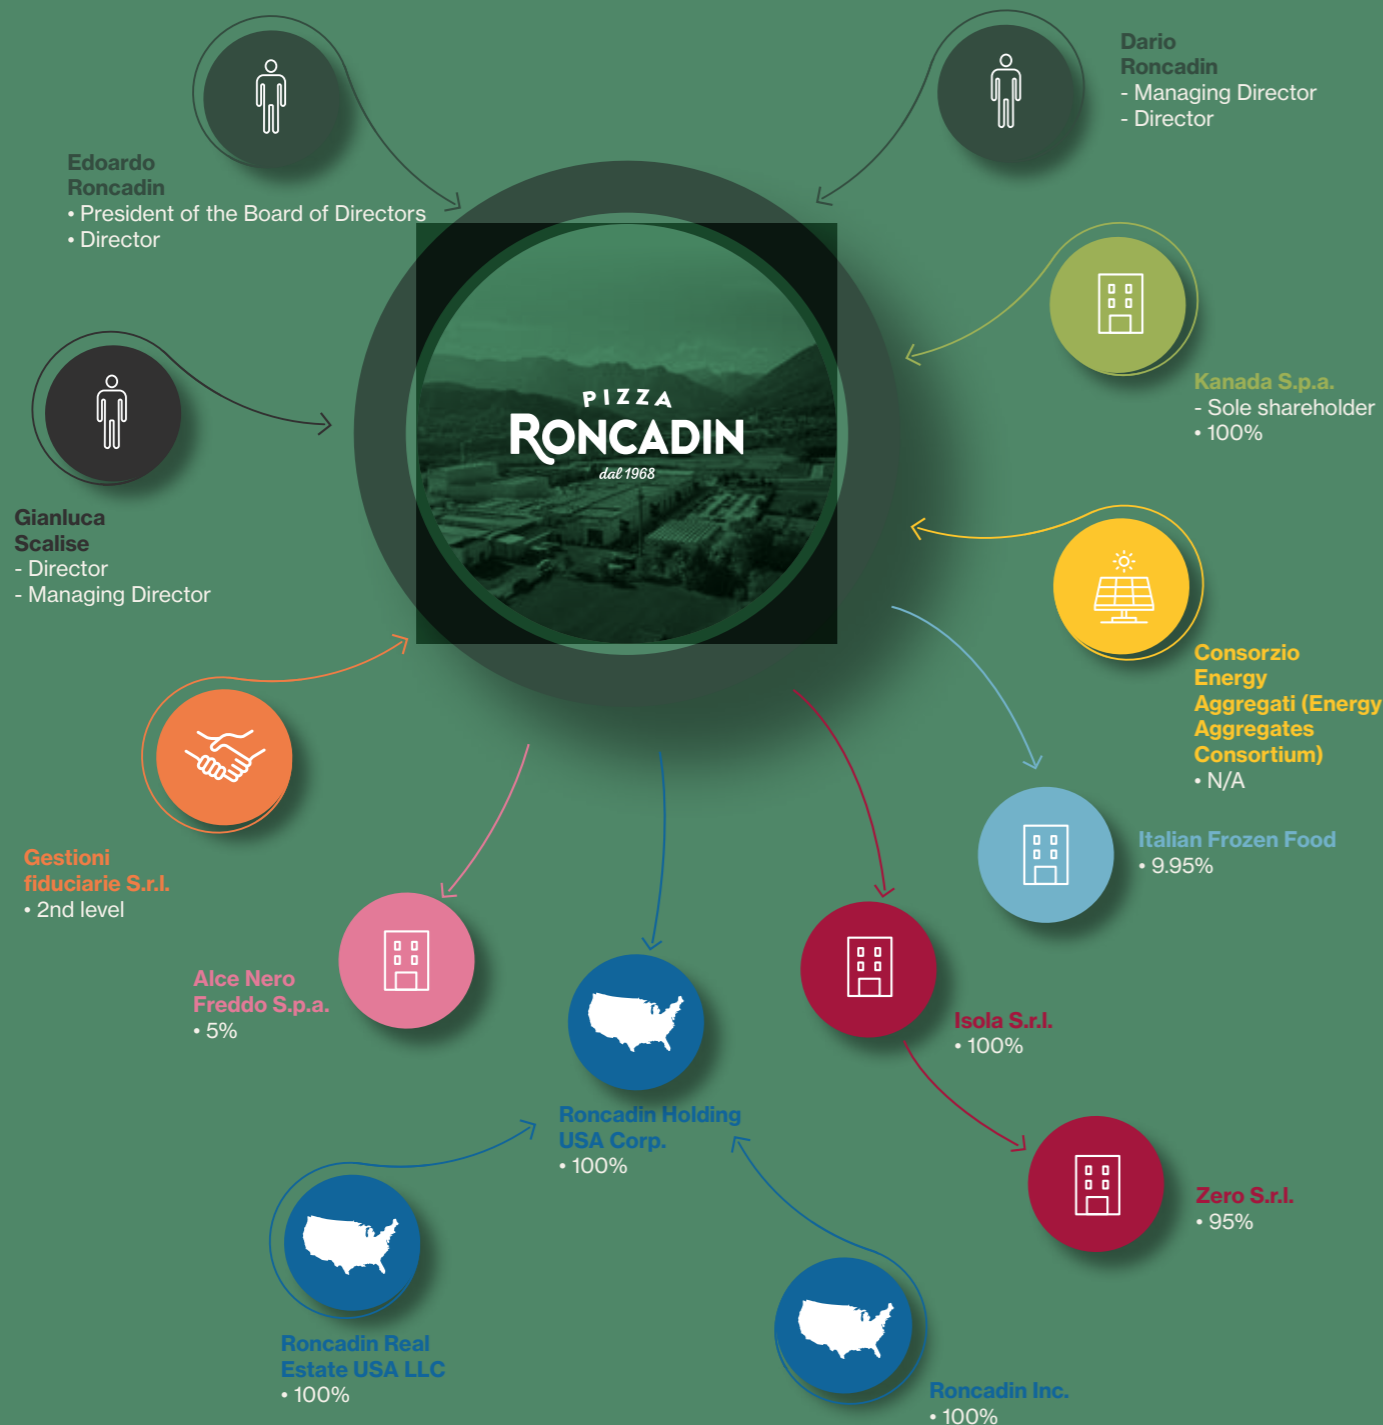 Dario
Roncadin
- Managing Director
- Director
Edoardo
Roncadin
• President of the Board of Directors
• Director
PIZZA
RONCADIN
dal 1968
Kanada S.p.a.
- Sole shareholder
• 100%
Gianluca
Scalise
- Director
- Managing Director
Consorzio
Energy
Aggregati (Energy
Aggregates
Consortium)
• N/A
Italian Frozen Food
• 9.95%
Gestioni
fiduciarie S.r.l.
• 2nd level
Alce Nero
Freddo S.p.a.
• 5%
Isola S.r.l.
• 100%
Roncadin Holding
USA Corp.
• 100%
Zero S.r.l.
• 95%
Roncadin Real
Estate USA LLC
• 100%
Roncadin Inc.
• 100%